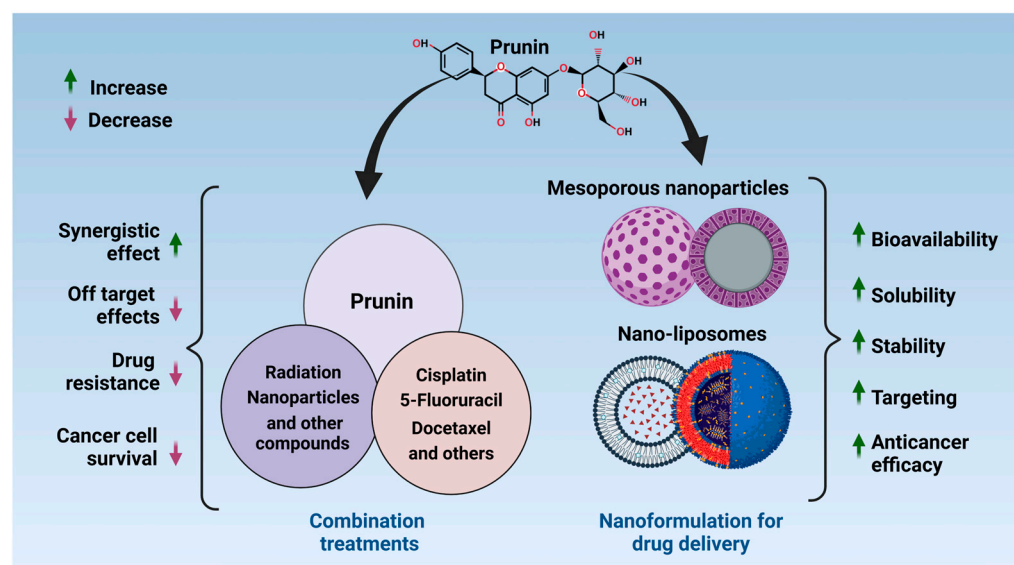 Prunin
OH
O
O
OH
O
OH
OH
OH
O
OH
OH
Increase
Decrease
Synergistic
effect
Off target
effects
Drug
resistance
Cancer cell
survival
Prunin
Radiation
Nanoparticles
and other
compounds
Cisplatin
5-Fluoruracil
Docetaxel
and others
Combination
treatments
Mesoporous nanoparticles
Nano-liposomes
Bioavailability
Solubility
Stability
Targeting
Anticancer
efficacy
Nanoformulation for
drug delivery